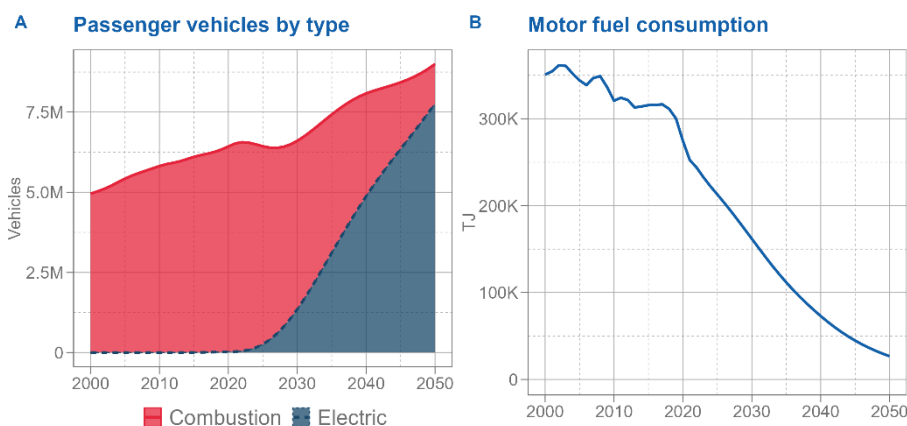 A Passenger vehicles by type
7.5M
5.0M
2.5M
0
Vehicles
2000 2010 2020 2030 2040 2050
Combustion Electric
B Motor fuel consumption
300K
200K
100K
0
TJ
2000 2010 2020 2030 2040 2050